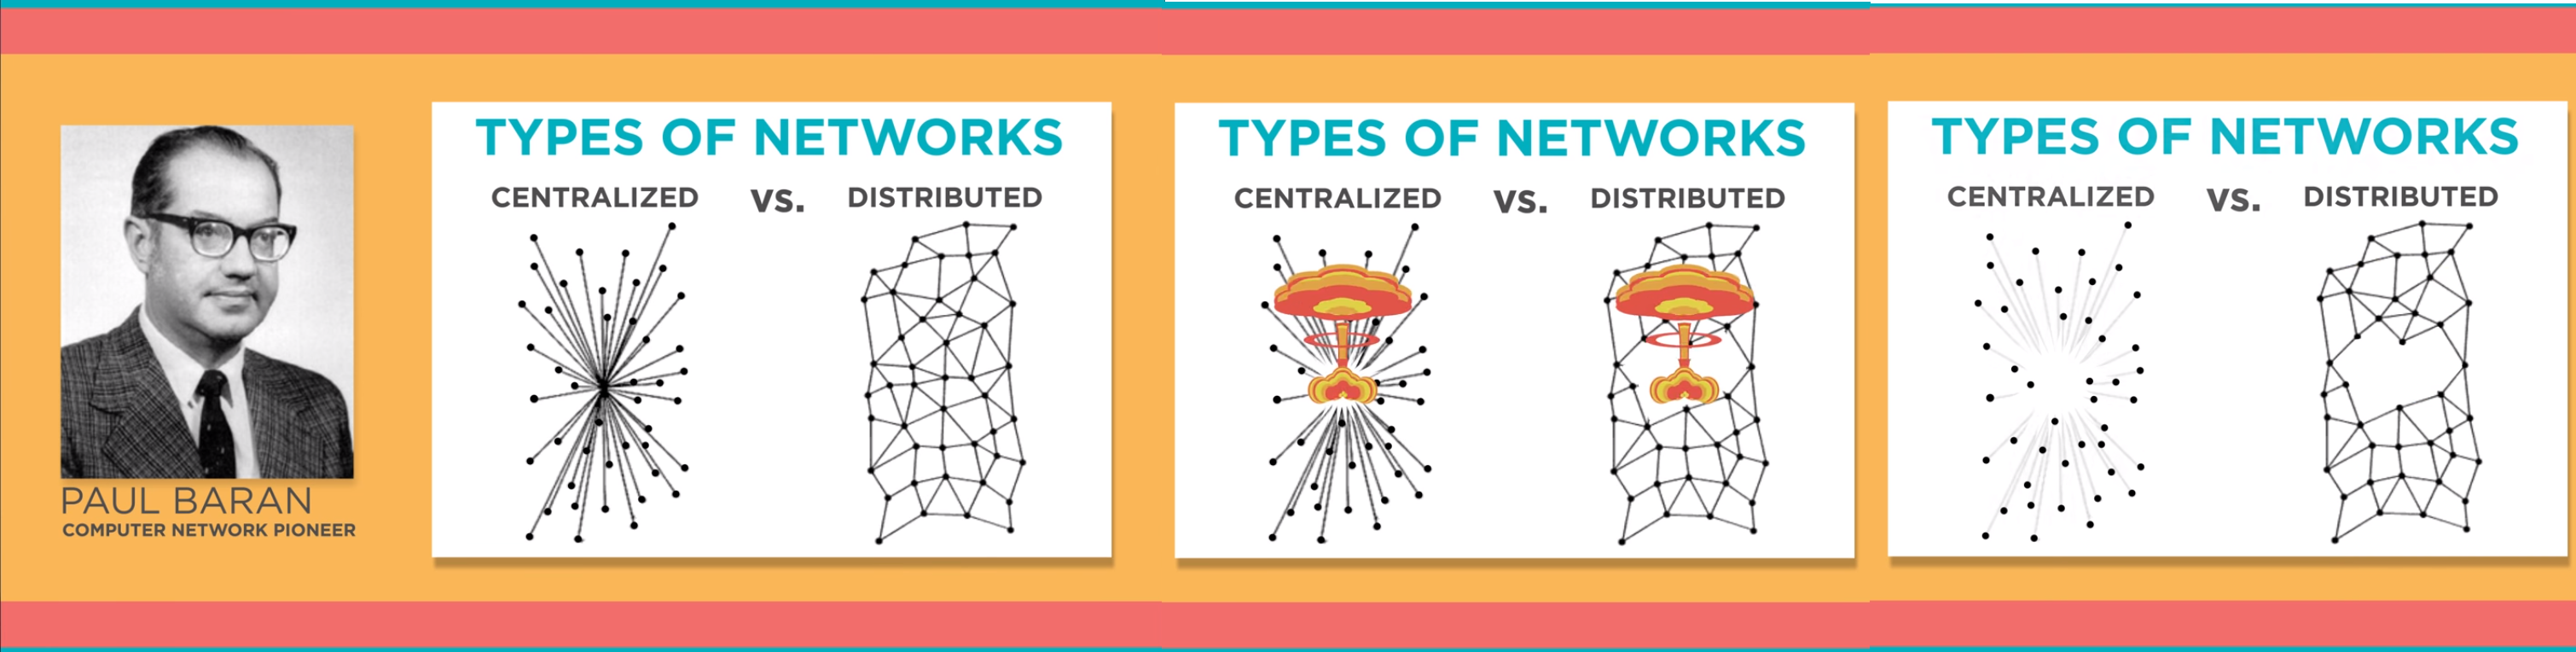 PAUL BARAN
COMPUTER NETWORK PIONEER
TYPES OF NETWORKS
CENTRALIZED VS. DISTRIBUTED
TYPES OF NETWORKS
CENTRALIZED VS. DISTRIBUTED
TYPES OF NETWORKS
CENTRALIZED VS. DISTRIBUTED